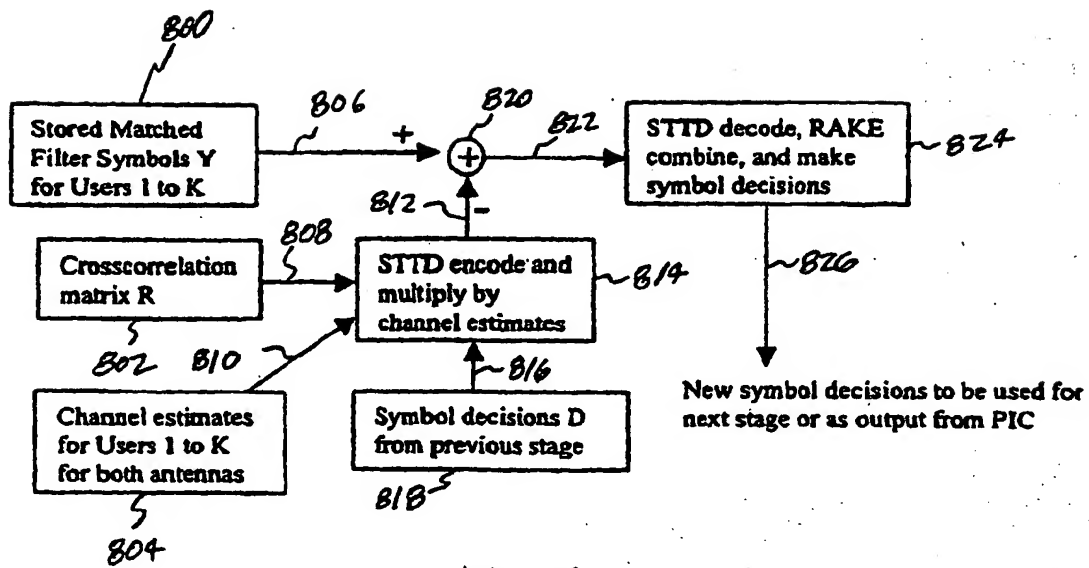 800
Stored Matched
Filter Symbols Y
for Users 1 to K
806
+
820
+
822
STTD decode, RAKE
combine, and make
symbol decisions
824
812
-
808
Crosscorrelation
matrix R
802
810
STTD encode and
multiply by
channel estimates
814
826
816
Channel estimates
for Users 1 to K
for both antennas
804
Symbol decisions D
from previous stage
818
New symbol decisions to be used for
next stage or as output from PIC